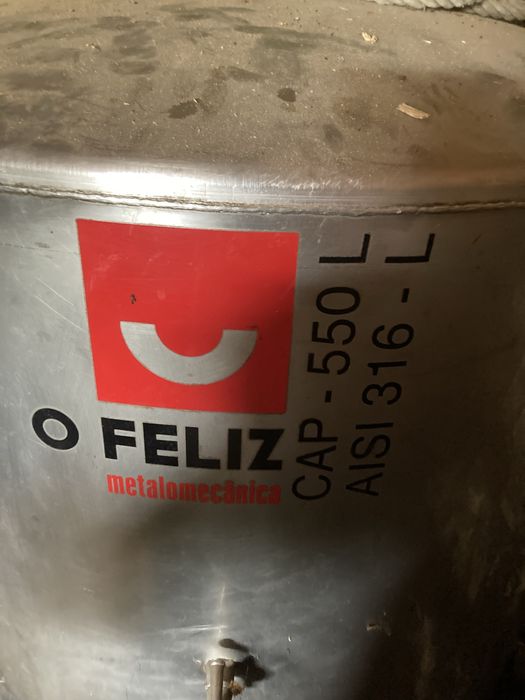 O FELIZ
metalomecânica
CAP - 550 L
AISI 316 - L